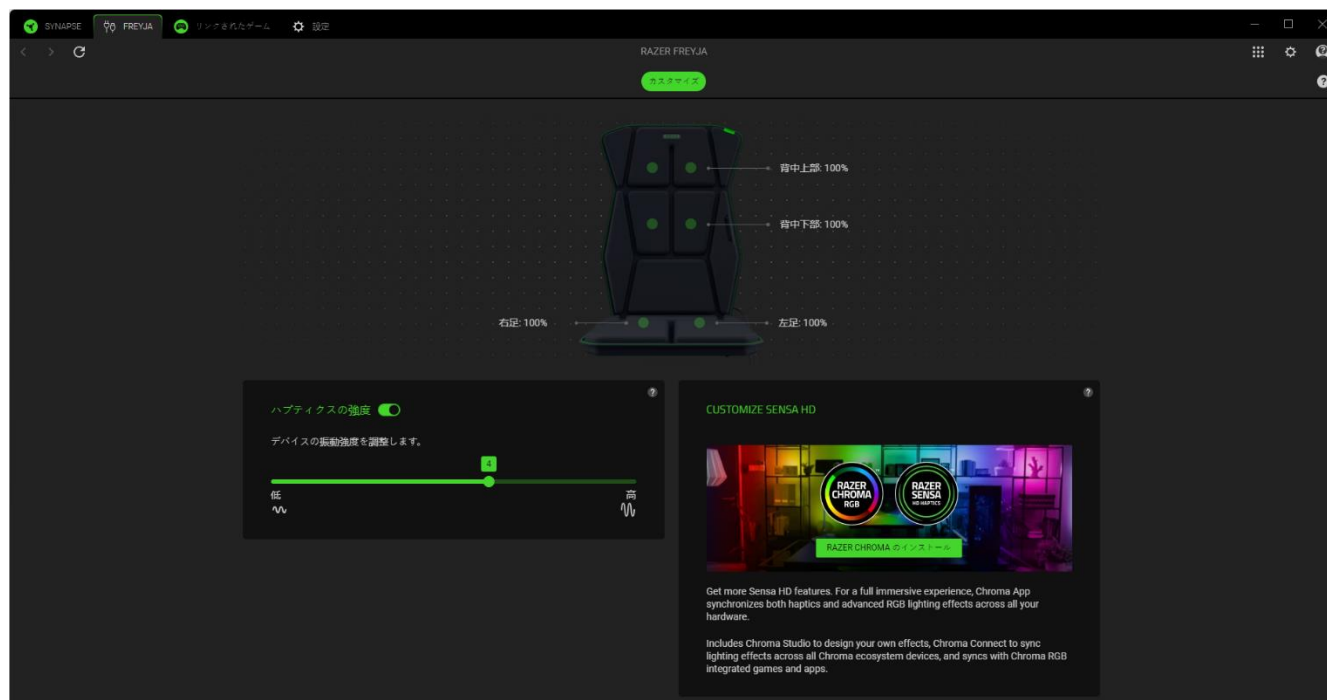 SYNAPSE FREYJA リンクされたゲーム 設定
RAZER FREYJA
カスタマイズ
背中上部: 100%
背中下部: 100%
右足: 100% 左足: 100%
ハプティクスの強度
デバイスの振動強度を調整します。
4
低 高
CUSTOMIZE SENSA HD
RAZER
CHROMA
RGB
RAZER
SENSA
HD HAPTICS
RAZER CHROMA のインストール
Get more Sensa HD features. For a full immersive experience, Chroma App
synchronizes both haptics and advanced RGB lighting effects across all your
hardware.
Includes Chroma Studio to design your own effects, Chroma Connect to sync
lighting effects across all Chroma ecosystem devices, and syncs with Chroma RGB
integrated games and apps.